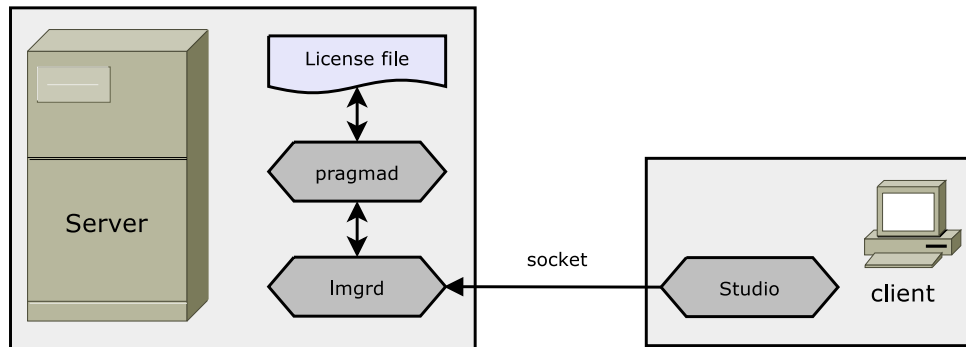 License file
pragmad
Server
lmgrd
socket
Studio
client